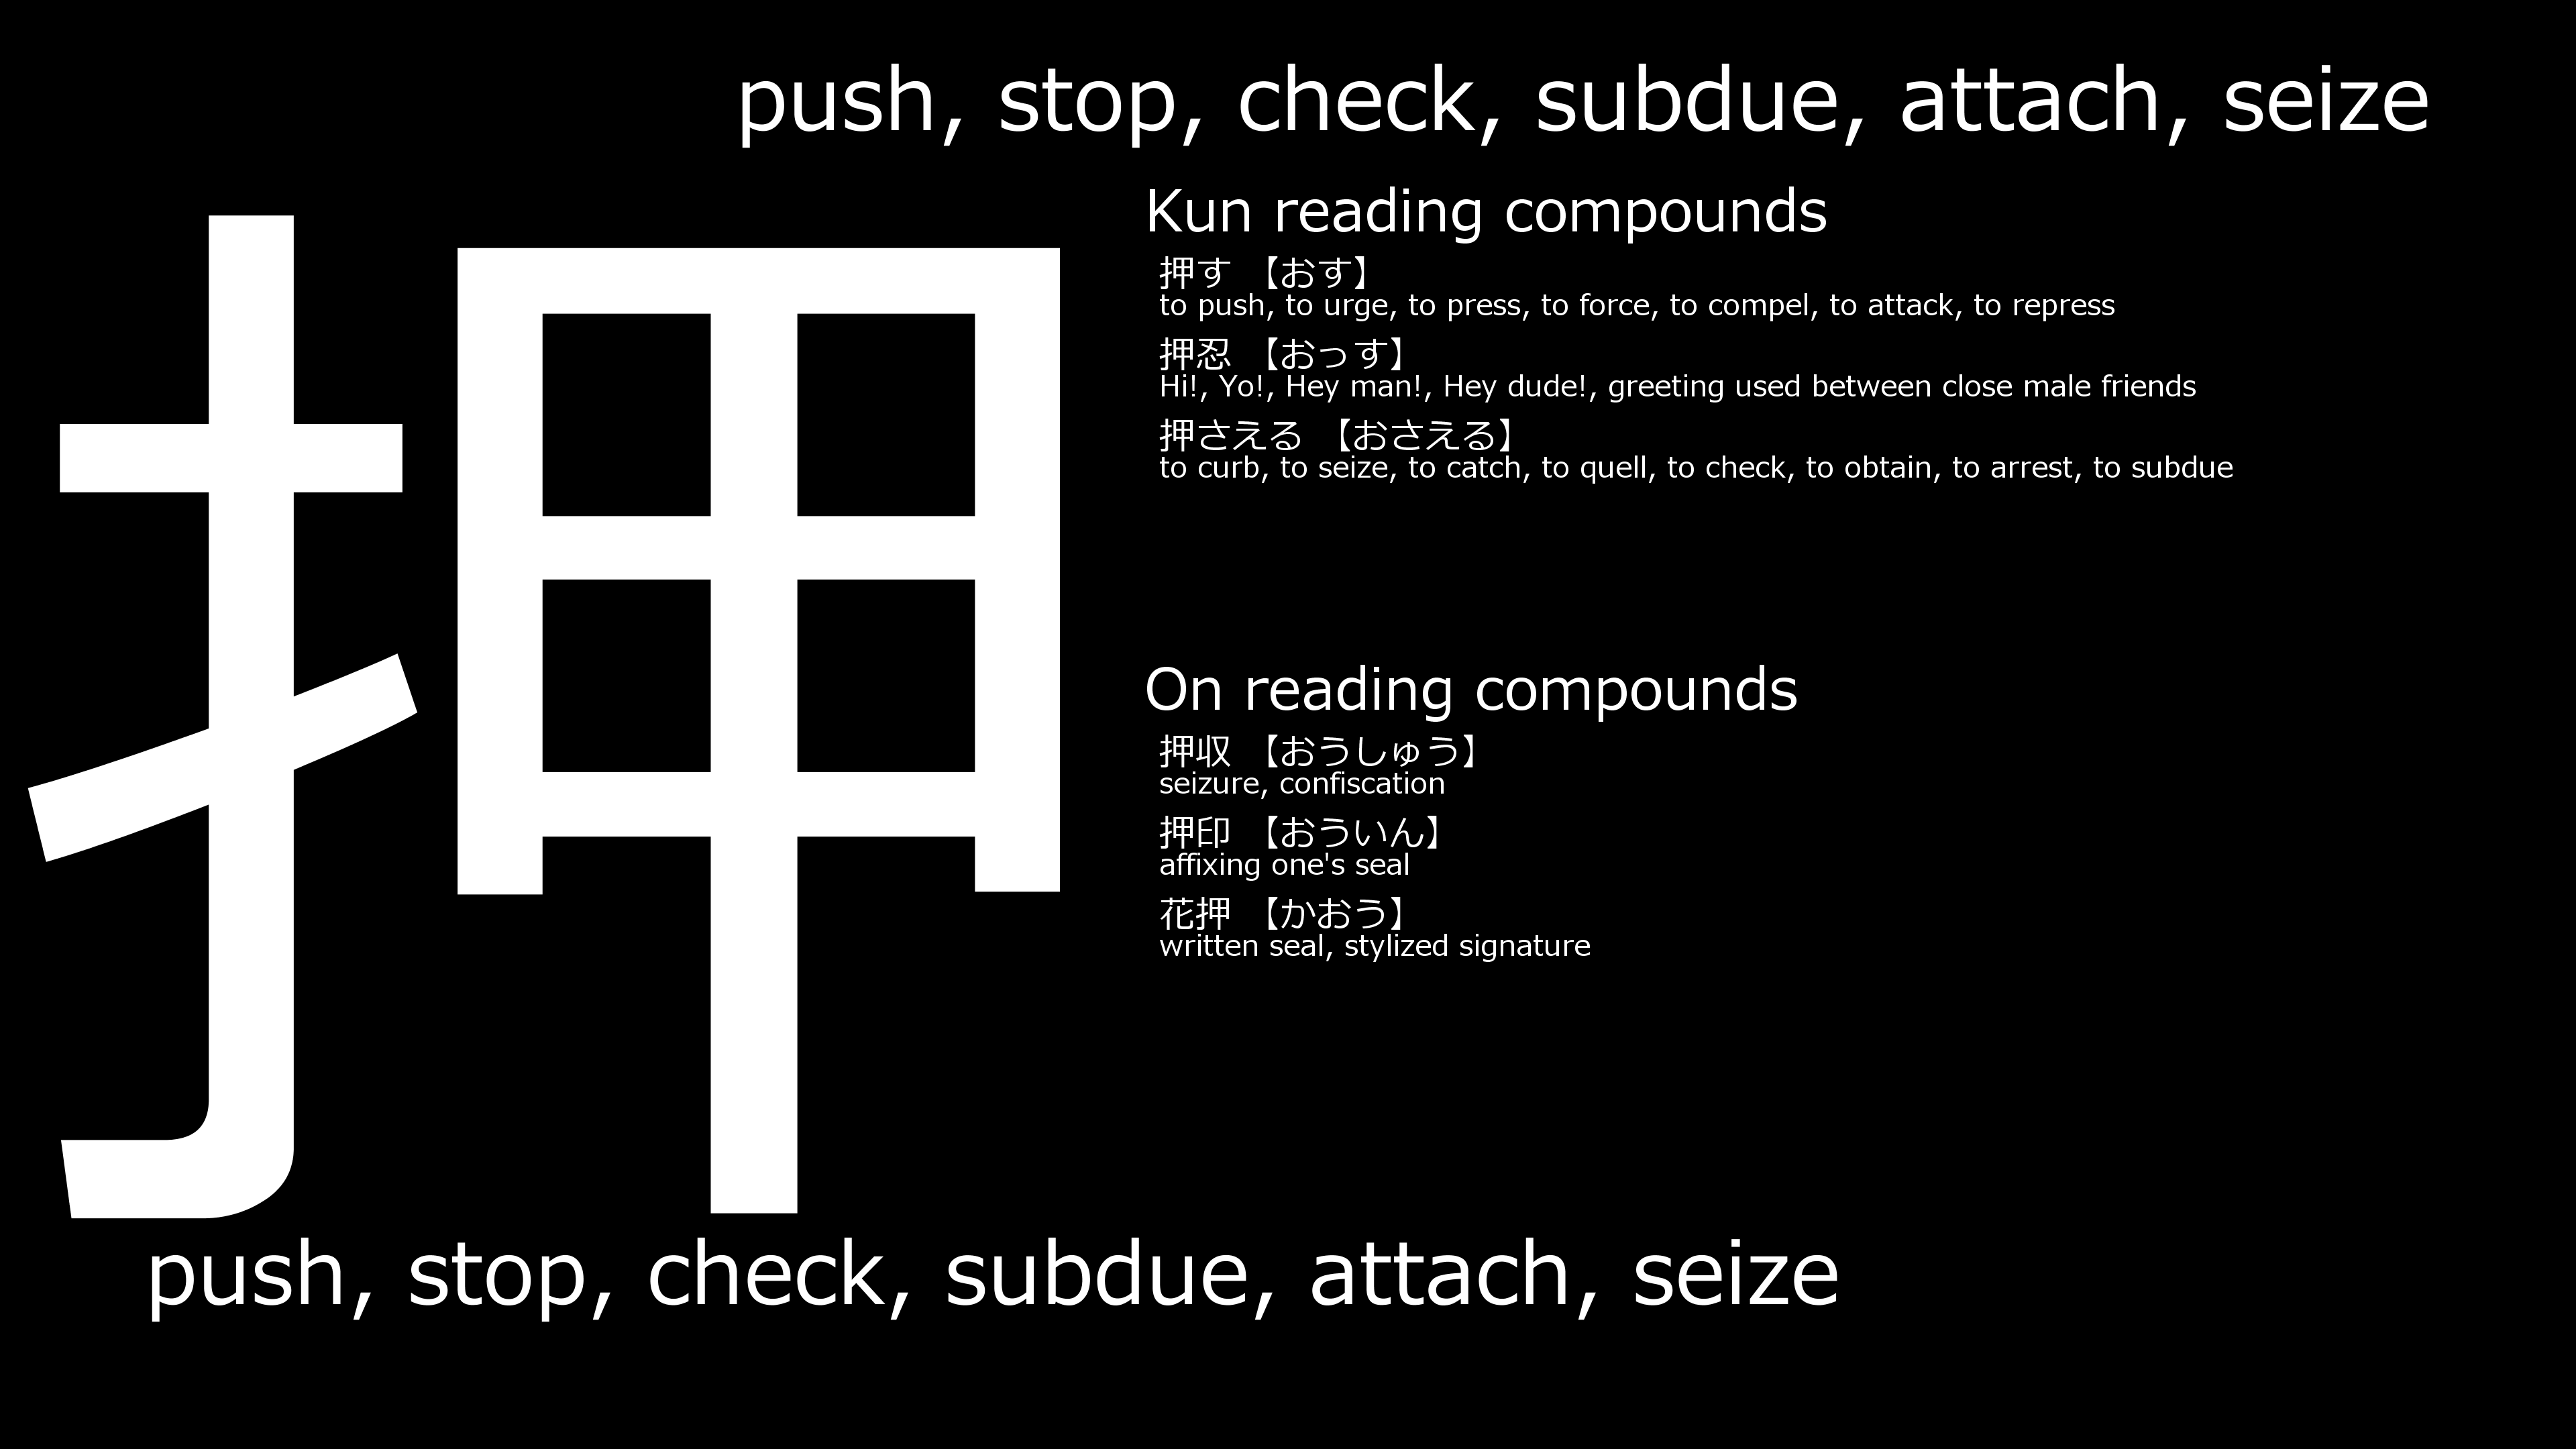 push, stop, check, subdue, attach, seize
押
Kun reading compounds
押す 【おす】
to push, to urge, to press, to force, to compel, to attack, to repress
押忍 【おっす】
Hi!, Yo!, Hey man!, Hey dude!, greeting used between close male friends
押さえる 【おさえる】
to curb, to seize, to catch, to quell, to check, to obtain, to arrest, to subdue
On reading compounds
押収 【おうしゅう】
seizure, confiscation
押印 【おういん】
affixing one's seal
花押 【かおう】
written seal, stylized signature
push, stop, check, subdue, attach, seize